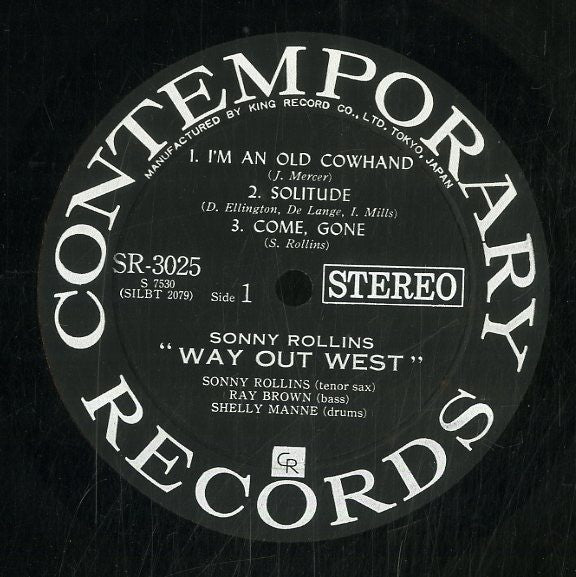 CONTEMPORARY
MANUFACTURED BY KING RECORD CO., LTD. TOKYO, JAPAN
1. I'M AN OLD COWHAND
(J. Mercer)
2. SOLITUDE
(D. Ellington, De Lange, I. Mills)
3. COME, GONE
(S. Rollins)
SR-3025
S 7530
(SILBT 2079)
Side 1
STEREO
SONNY ROLLINS
"WAY OUT WEST"
SONNY ROLLINS (tenor sax)
RAY BROWN (bass)
SHELLY MANNE (drums)
CR
RECORDS